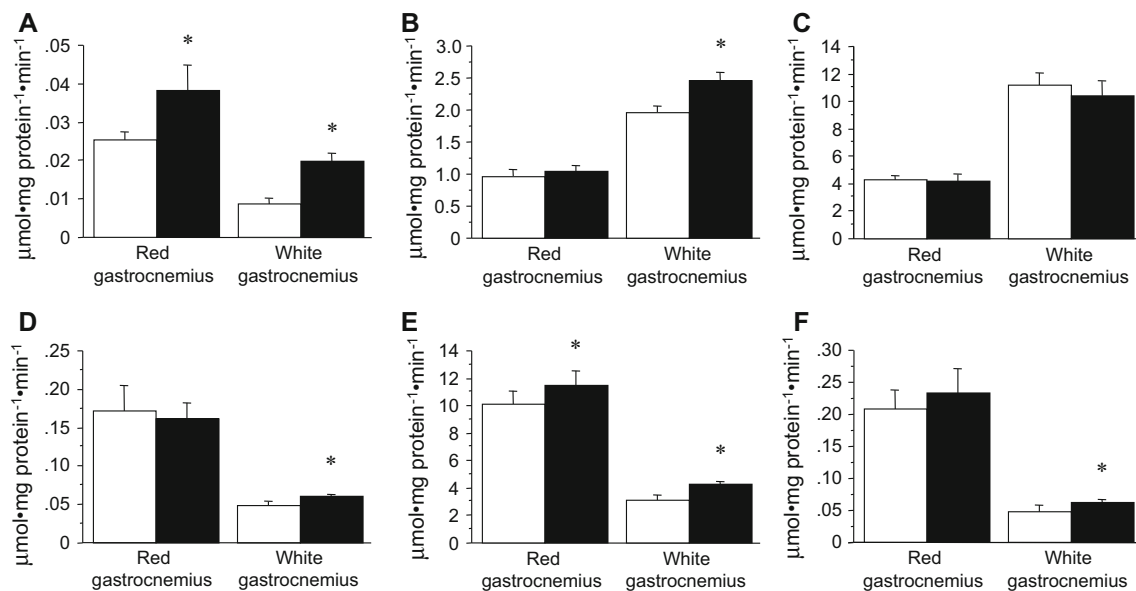 A
µmol•mg protein-1•min-1
.05
.04
.03
.02
.01
0
*
*
Red
gastrocnemius
White
gastrocnemius
B
µmol•mg protein-1•min-1
3.0
2.5
2.0
1.5
1.0
0.5
0
*
Red
gastrocnemius
White
gastrocnemius
C
µmol•mg protein-1•min-1
14
12
10
8
6
4
2
0
Red
gastrocnemius
White
gastrocnemius
D
µmol•mg protein-1•min-1
.25
.20
.15
.10
.05
0
*
Red
gastrocnemius
White
gastrocnemius
E
µmol•mg protein-1•min-1
14
12
10
8
6
4
2
0
*
*
Red
gastrocnemius
White
gastrocnemius
F
µmol•mg protein-1•min-1
.30
.25
.20
.15
.10
.05
0
*
Red
gastrocnemius
White
gastrocnemius